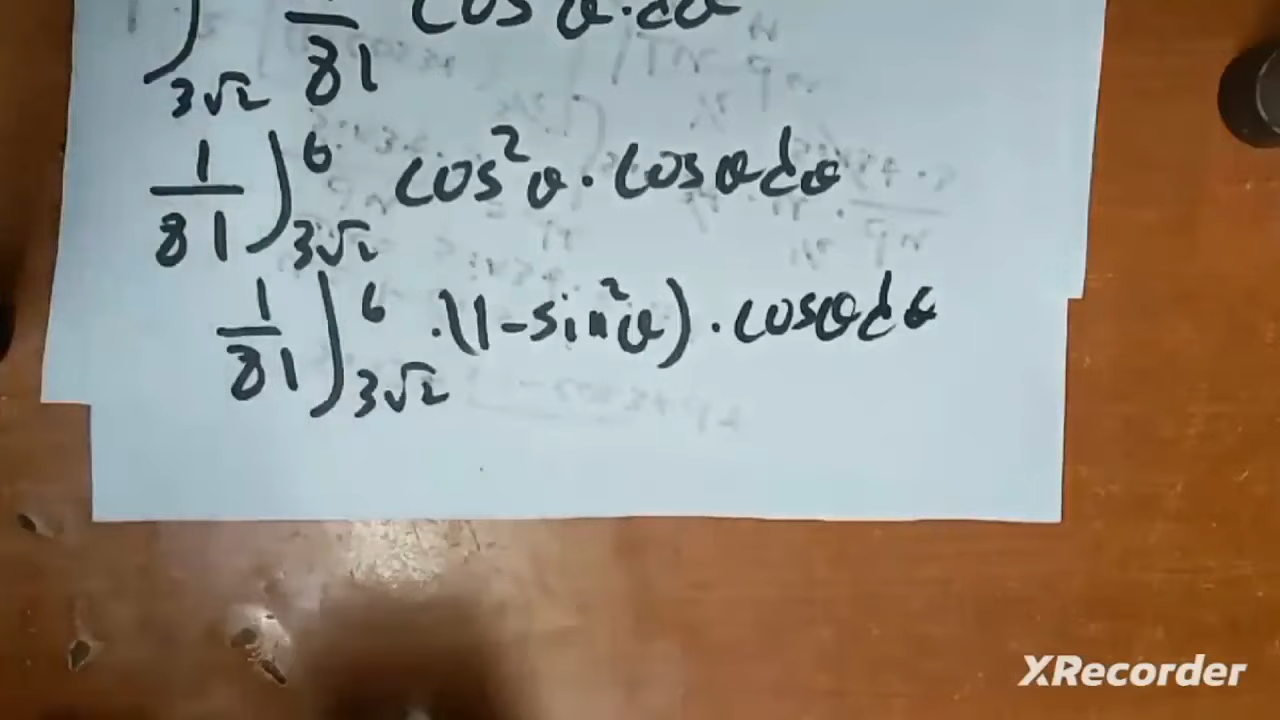 ∫_{3√2} 1/81 cos θ·dθ
1/81 ∫_{3√2}^{6} cos²θ·cosθdθ
1/81 ∫_{3√2}^{6} ·(1-sin²θ)·cosθdθ
XRecorder